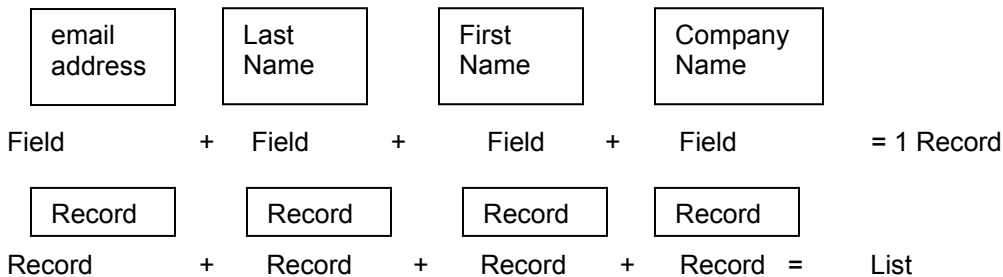 email Last First Company
address Name Name Name
Field + Field + Field + Field = 1 Record
Record Record Record Record
Record + Record + Record + Record = List